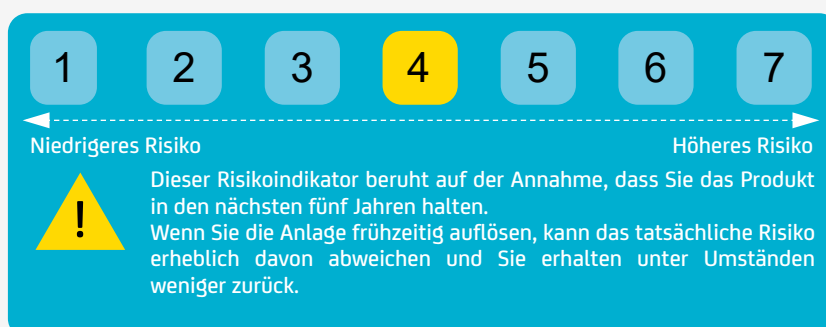 1 2 3 4 5 6 7
Niedrigeres Risiko Höheres Risiko
!
Dieser Risikoindikator beruht auf der Annahme, dass Sie das Produkt
in den nächsten fünf Jahren halten.
Wenn Sie die Anlage frühzeitig auflösen, kann das tatsächliche Risiko
erheblich davon abweichen und Sie erhalten unter Umständen
weniger zurück.